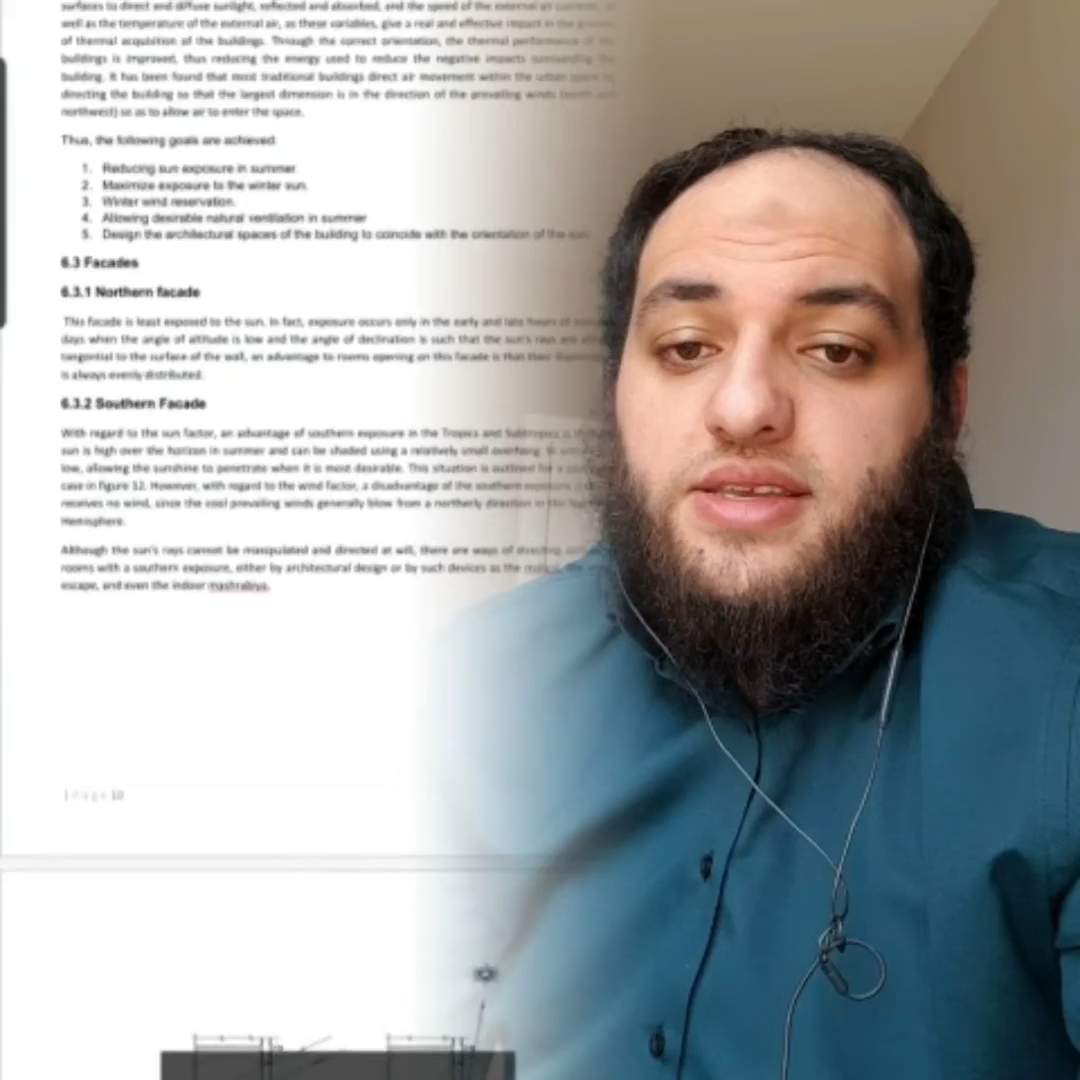 surfaces to direct and diffuse sunlight, reflected and absorbed, and the speed of the external air
well as the temperature of the external air, as these variables, give a real and effective impact in the
of thermal acquisition of the buildings. Through the correct orientation, the thermal performance of
buildings is improved, thus reducing the energy used to reduce the negative impacts surrounding the
building. It has been found that most traditional buildings direct air movement within the urban space
directing the building so that the largest dimension is in the direction of the prevailing winds
northwest) so as to allow air to enter the space.
Thus, the following goals are achieved:
1. Reducing sun exposure in summer.
2. Maximize exposure to the winter sun.
3. Winter wind reservation.
4. Allowing desirable natural ventilation in summer
5. Design the architectural spaces of the building to coincide with the orientation of the sun.
6.3 Facades
6.3.1 Northern facade
This facade is least exposed to the sun. In fact, exposure occurs only in the early and late hours of
days when the angle of altitude is low and the angle of declination is such that the sun's rays are
tangential to the surface of the wall, an advantage to rooms opening on this facade is that their
is always evenly distributed.
6.3.2 Southern Facade
With regard to the sun factor, an advantage of southern exposure in the Tropics and Subtropics is
sun is high over the horizon in summer and can be shaded using a relatively small overhang.
low, allowing the sunshine to penetrate when it is most desirable. This situation is outlined for a
case in figure 12. However, with regard to the wind factor, a disadvantage of the southern exposure
receives no wind, since the cool prevailing winds generally blow from a northerly direction in the
Hemisphere.
Although the sun's rays cannot be manipulated and directed at will, there are ways of directing
rooms with a southern exposure, either by architectural design or by such devices as the
escape, and even the indoor mashrabiya.
| Page 10